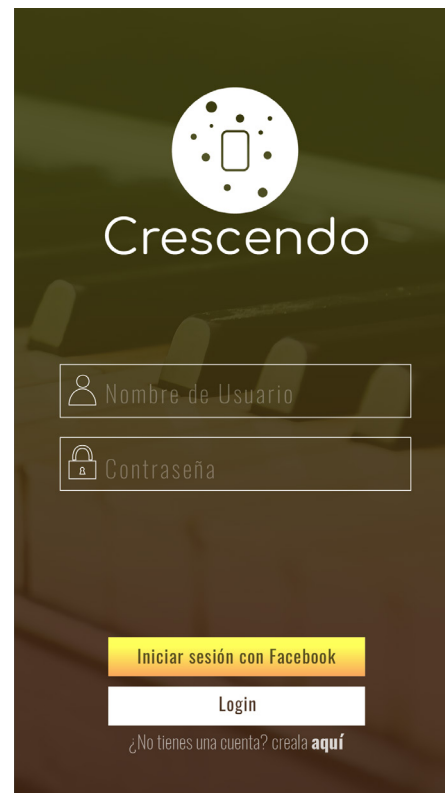 Crescendo
Nombre de Usuario
Contraseña
Iniciar sesión con Facebook
Login
¿No tienes una cuenta? creala aquí